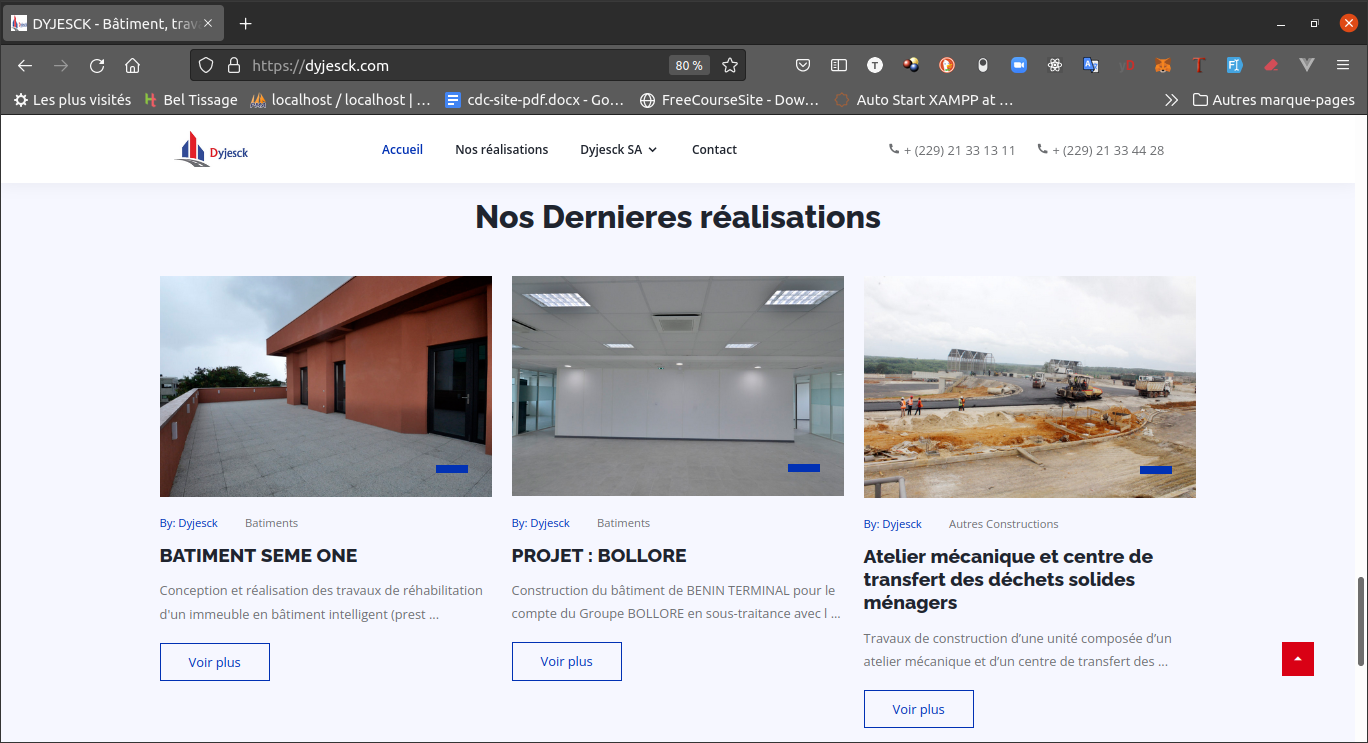 DYJESCK - Bâtiment, trav
https://dyjesck.com
80 %
Les plus visités
Bel Tissage
localhost / localhost | …
cdc-site-pdf.docx - Go…
FreeCourseSite - Dow…
Auto Start XAMPP at …
Autres marque-pages
Dyjesck
Accueil
Nos réalisations
Dyjesck SA
Contact
+ (229) 21 33 13 11
+ (229) 21 33 44 28
Nos Dernieres réalisations
By: Dyjesck Batiments
BATIMENT SEME ONE
Conception et réalisation des travaux de réhabilitation
d'un immeuble en bâtiment intelligent (prest ...
Voir plus
By: Dyjesck Batiments
PROJET : BOLLORE
Construction du bâtiment de BENIN TERMINAL pour le
compte du Groupe BOLLORE en sous-traitance avec l ...
Voir plus
By: Dyjesck Autres Constructions
Atelier mécanique et centre de
transfert des déchets solides
ménagers
Travaux de construction d’une unité composée d’un
atelier mécanique et d’un centre de transfert des ...
Voir plus